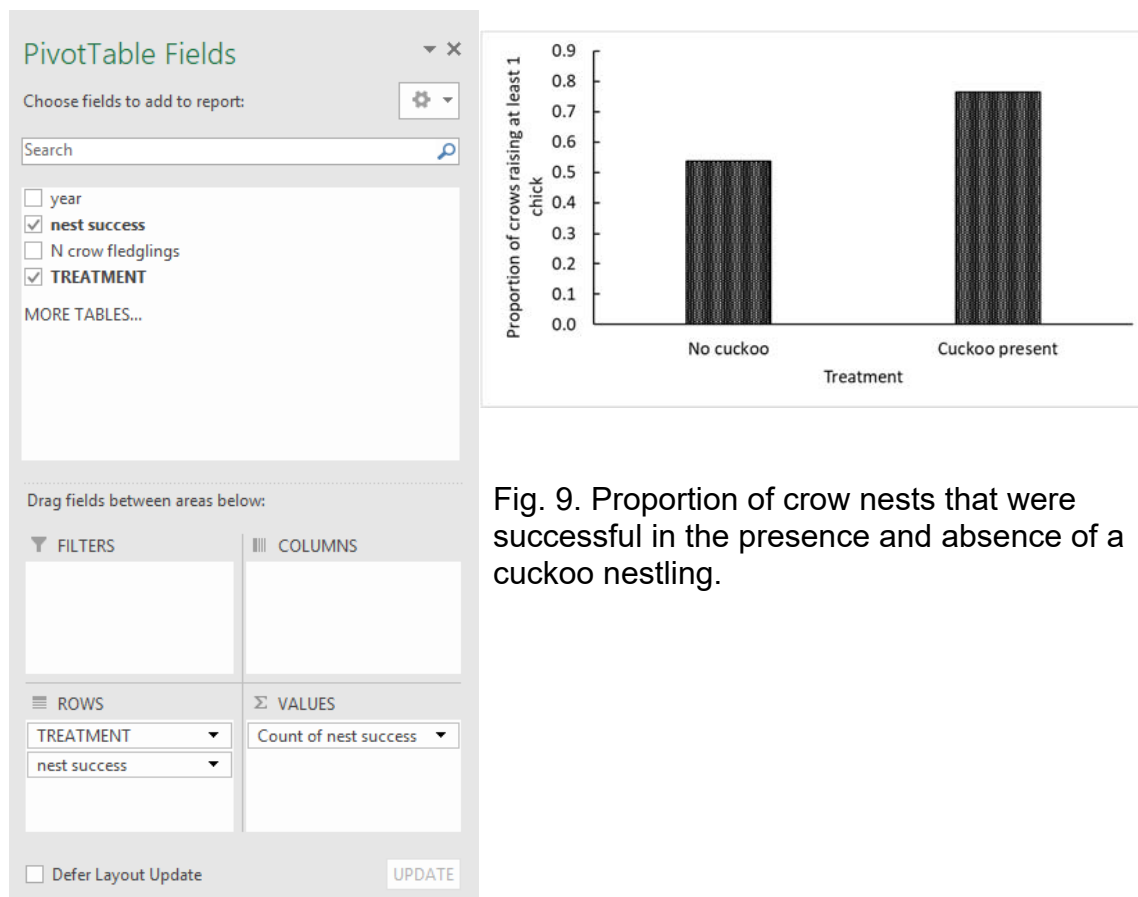 PivotTable Fields
Choose fields to add to report:
Search
year
nest success
N crow fledglings
TREATMENT
MORE TABLES...
Drag fields between areas below:
FILTERS
COLUMNS
ROWS
Σ VALUES
TREATMENT
Count of nest success
nest success
Defer Layout Update
UPDATE
Proportion of crows raising at least 1
chick
0.9
0.8
0.7
0.6
0.5
0.4
0.3
0.2
0.1
0.0
No cuckoo
Cuckoo present
Treatment
Fig. 9. Proportion of crow nests that were
successful in the presence and absence of a
cuckoo nestling.